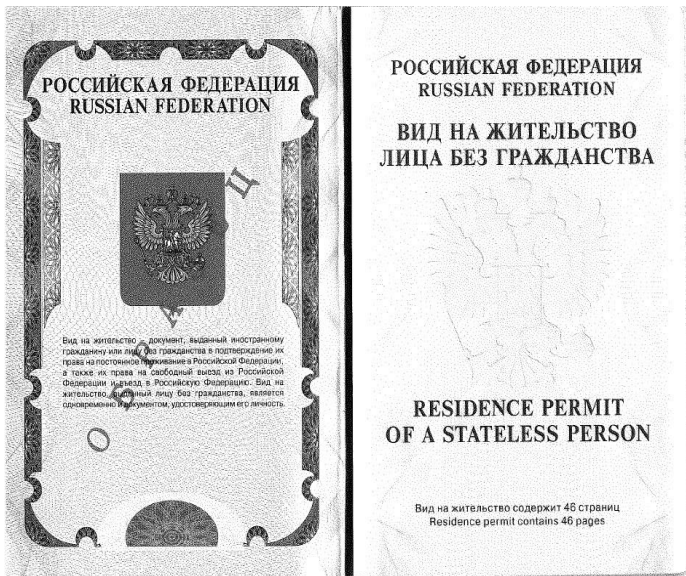 РОССИЙСКАЯ ФЕДЕРАЦИЯ
RUSSIAN FEDERATION
ОБРАЗЕЦ
Вид на жительство – документ, выданный иностранному
гражданину или лицу без гражданства в подтверждение их
права на постоянное проживание в Российской Федерации,
а также их права на свободный выезд из Российской
Федерации и въезд в Российскую Федерацию. Вид на
жительство, выданный лицу без гражданства, является
одновременно и документом, удостоверяющим его личность.
РОССИЙСКАЯ ФЕДЕРАЦИЯ
RUSSIAN FEDERATION
ВИД НА ЖИТЕЛЬСТВО
ЛИЦА БЕЗ ГРАЖДАНСТВА
RESIDENCE PERMIT
OF A STATELESS PERSON
Вид на жительство содержит 46 страниц
Residence permit contains 46 pages